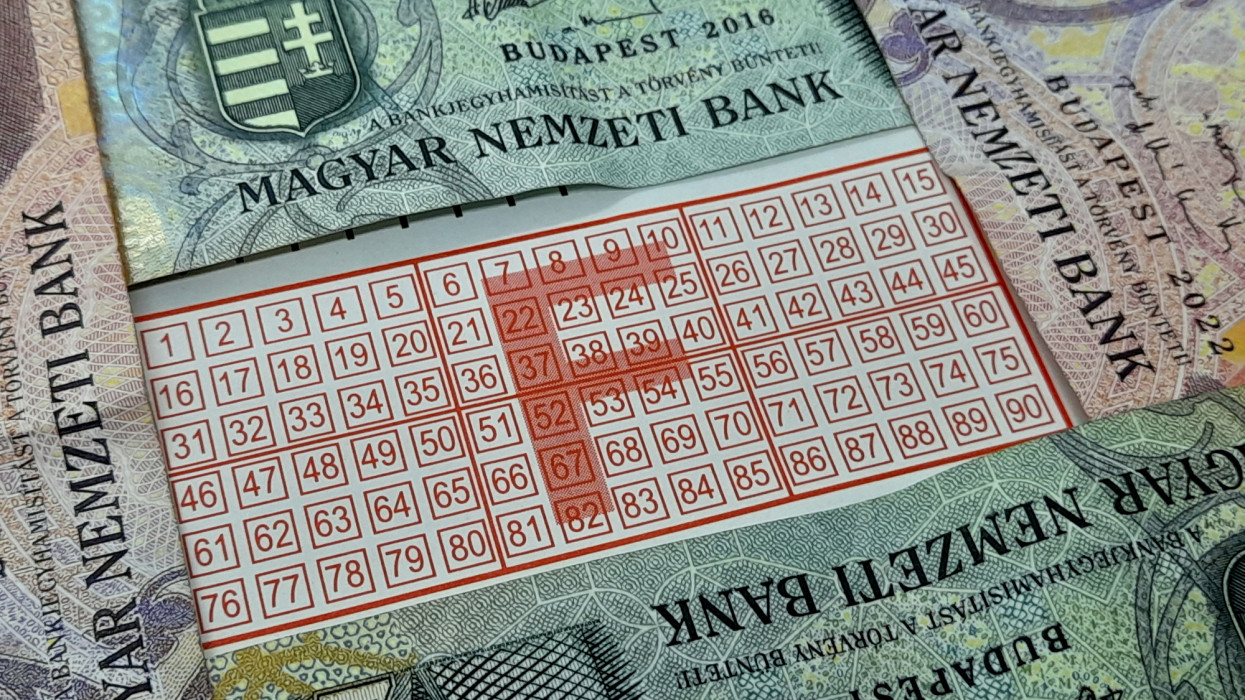 BUDAPEST 2016
A BANKJEGYHAMISÍTÁST A TÖRVÉNY BÜNTETI!
MAGYAR NEMZETI BANK
1 2 3 4 5 6 7 8 9 10 11 12 13 14 15
16 17 18 19 20 21 22 23 24 25 26 27 28 29 30
31 32 33 34 35 36 37 38 39 40 41 42 43 44 45
46 47 48 49 50 51 52 53 54 55 56 57 58 59 60
61 62 63 64 65 66 67 68 69 70 71 72 73 74 75
76 77 78 79 80 81 82 83 84 85 86 87 88 89 90
F
NEMZETI BANK
A BANKJEGYHAMISÍTÁST A TÖRVÉNY
NEMZETI BANK
BANKJEGYHAMISÍTÁST A TÖRVÉNY BÜNTETI!
BUDAPEST 2022
NEMZETI BANK
A BANKJEGYHAMISÍTÁST A TÖRVÉNY BÜNTETI!
BUDAPEST